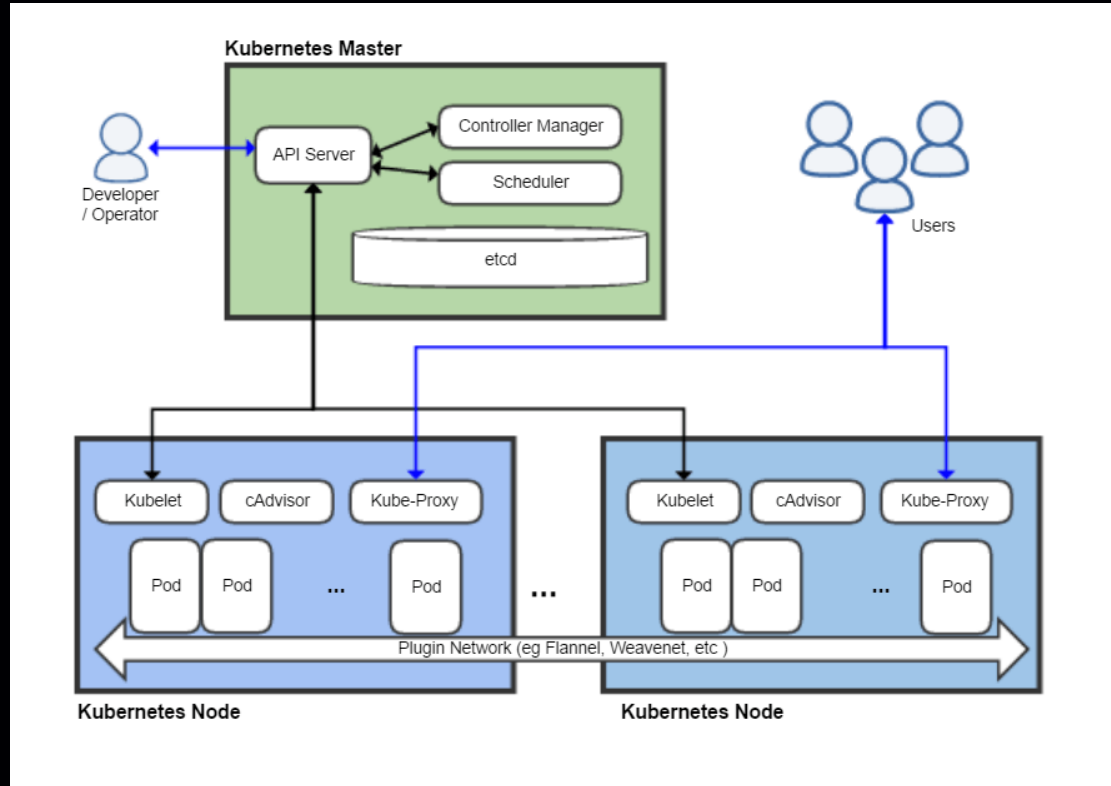 Kubernetes Master
API Server
Controller Manager
Scheduler
etcd
Developer
/ Operator
Users
Kubelet
cAdvisor
Kube-Proxy
Pod
Pod
...
Pod
...
Kubelet
cAdvisor
Kube-Proxy
Pod
Pod
...
Pod
Plugin Network (eg Flannel, Weavenet, etc )
Kubernetes Node
Kubernetes Node